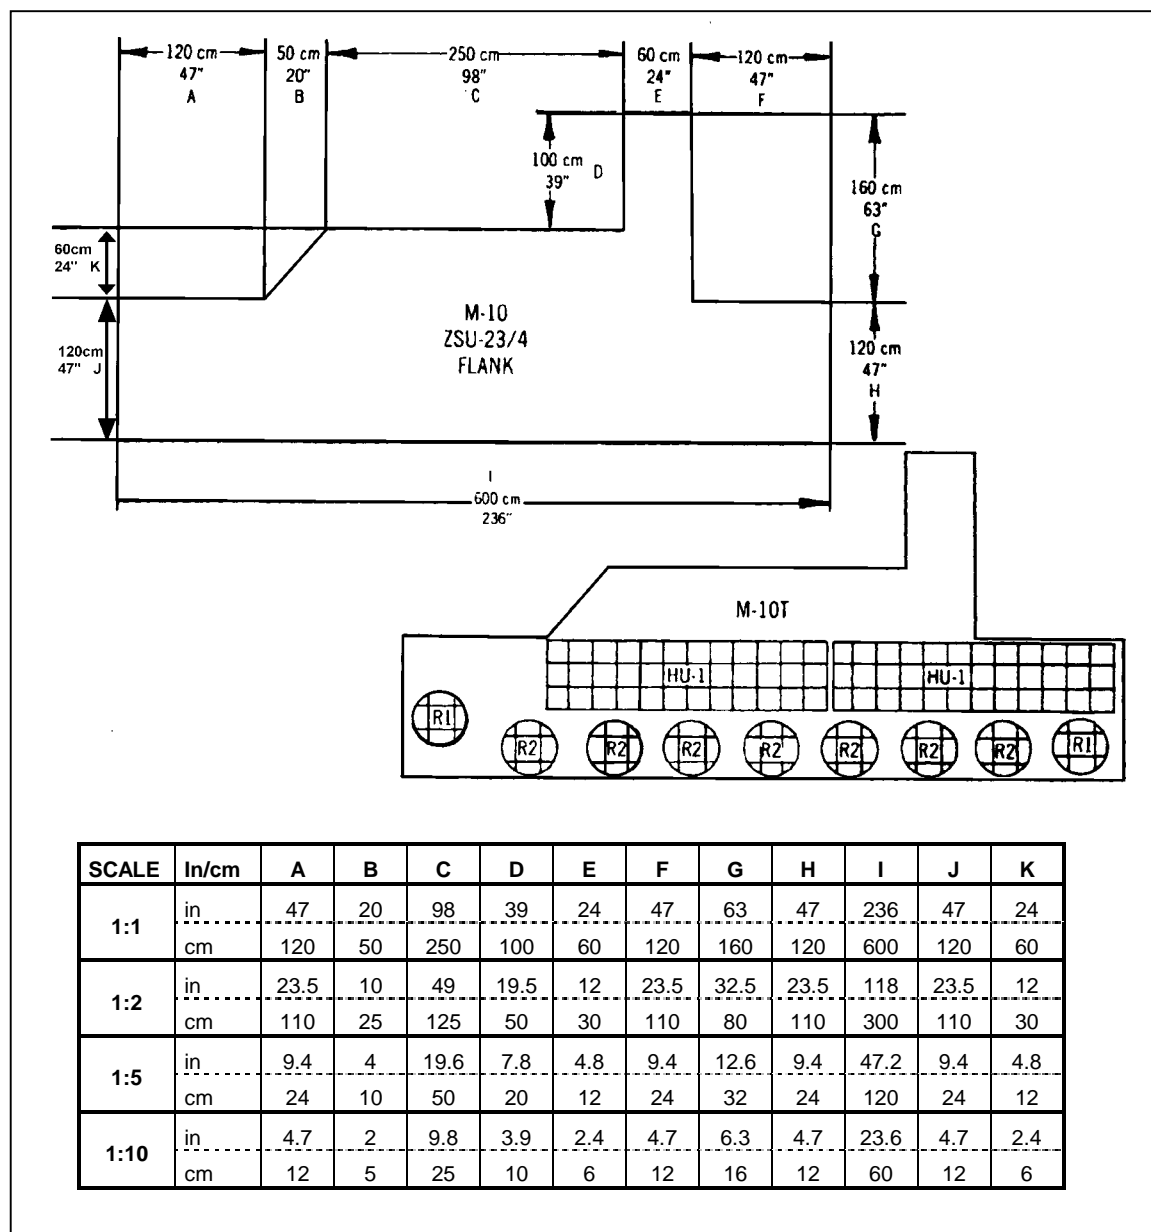 120 cm 50 cm 250 cm 60 cm 120 cm
47" 20" 98" 24" 47"
A B C E F
100 cm D
39"
160 cm
63"
G
60cm
24" K
M-10
ZSU-23/4
FLANK
120cm
47" J
120 cm
47"
H
I
600 cm
236"
M-10T
HU-1 HU-1
R1 R2 R2 R2 R2 R2 R2 R2 R1
SCALE In/cm A B C D E F G H I J K
1:1 in 47 20 98 39 24 47 63 47 236 47 24
cm 120 50 250 100 60 120 160 120 600 120 60
1:2 in 23.5 10 49 19.5 12 23.5 32.5 23.5 118 23.5 12
cm 110 25 125 50 30 110 80 110 300 110 30
1:5 in 9.4 4 19.6 7.8 4.8 9.4 12.6 9.4 47.2 9.4 4.8
cm 24 10 50 20 12 24 32 24 120 24 12
1:10 in 4.7 2 9.8 3.9 2.4 4.7 6.3 4.7 23.6 4.7 2.4
cm 12 5 25 10 6 12 16 12 60 12 6